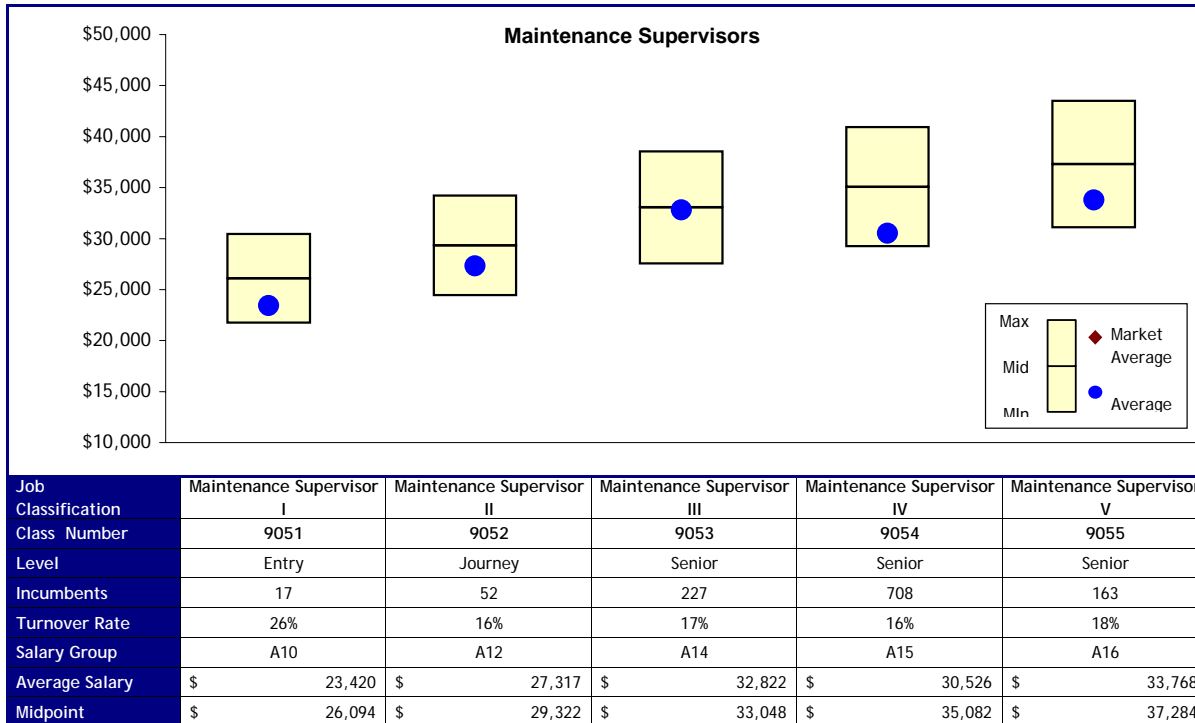 Maintenance Supervisors
$50,000
$45,000
$40,000
$35,000
$30,000
$25,000
$20,000
$15,000
$10,000
Max
Mid
MIn
Market
Average
Average
Job Classification | Maintenance Supervisor I | Maintenance Supervisor II | Maintenance Supervisor III | Maintenance Supervisor IV | Maintenance Supervisor V
Class Number | 9051 | 9052 | 9053 | 9054 | 9055
Level | Entry | Journey | Senior | Senior | Senior
Incumbents | 17 | 52 | 227 | 708 | 163
Turnover Rate | 26% | 16% | 17% | 16% | 18%
Salary Group | A10 | A12 | A14 | A15 | A16
Average Salary | $ 23,420 | $ 27,317 | $ 32,822 | $ 30,526 | $ 33,768
Midpoint | $ 26,094 | $ 29,322 | $ 33,048 | $ 35,082 | $ 37,284